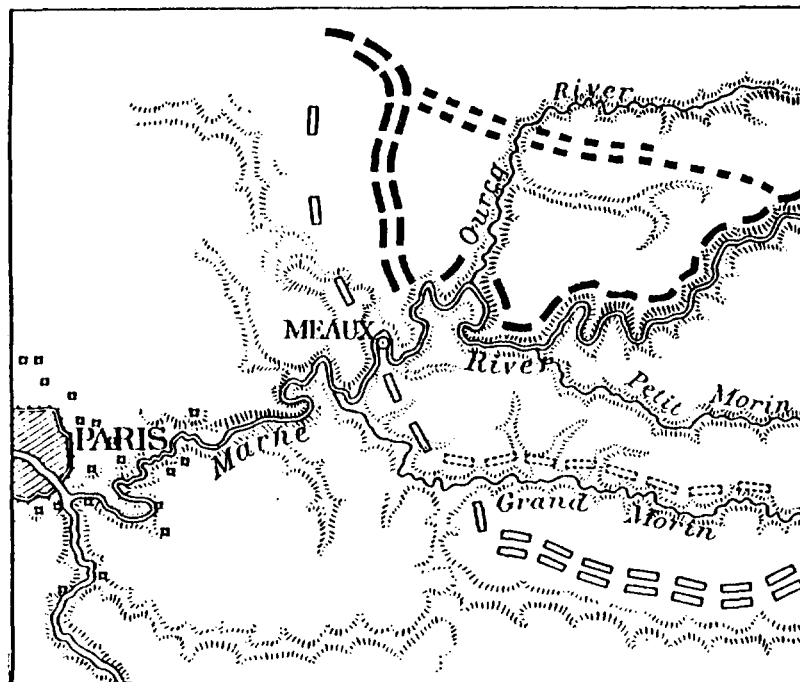 River
Ourcq
MEAUX
River
Petit Morin
PARIS
Marne
Grand Morin